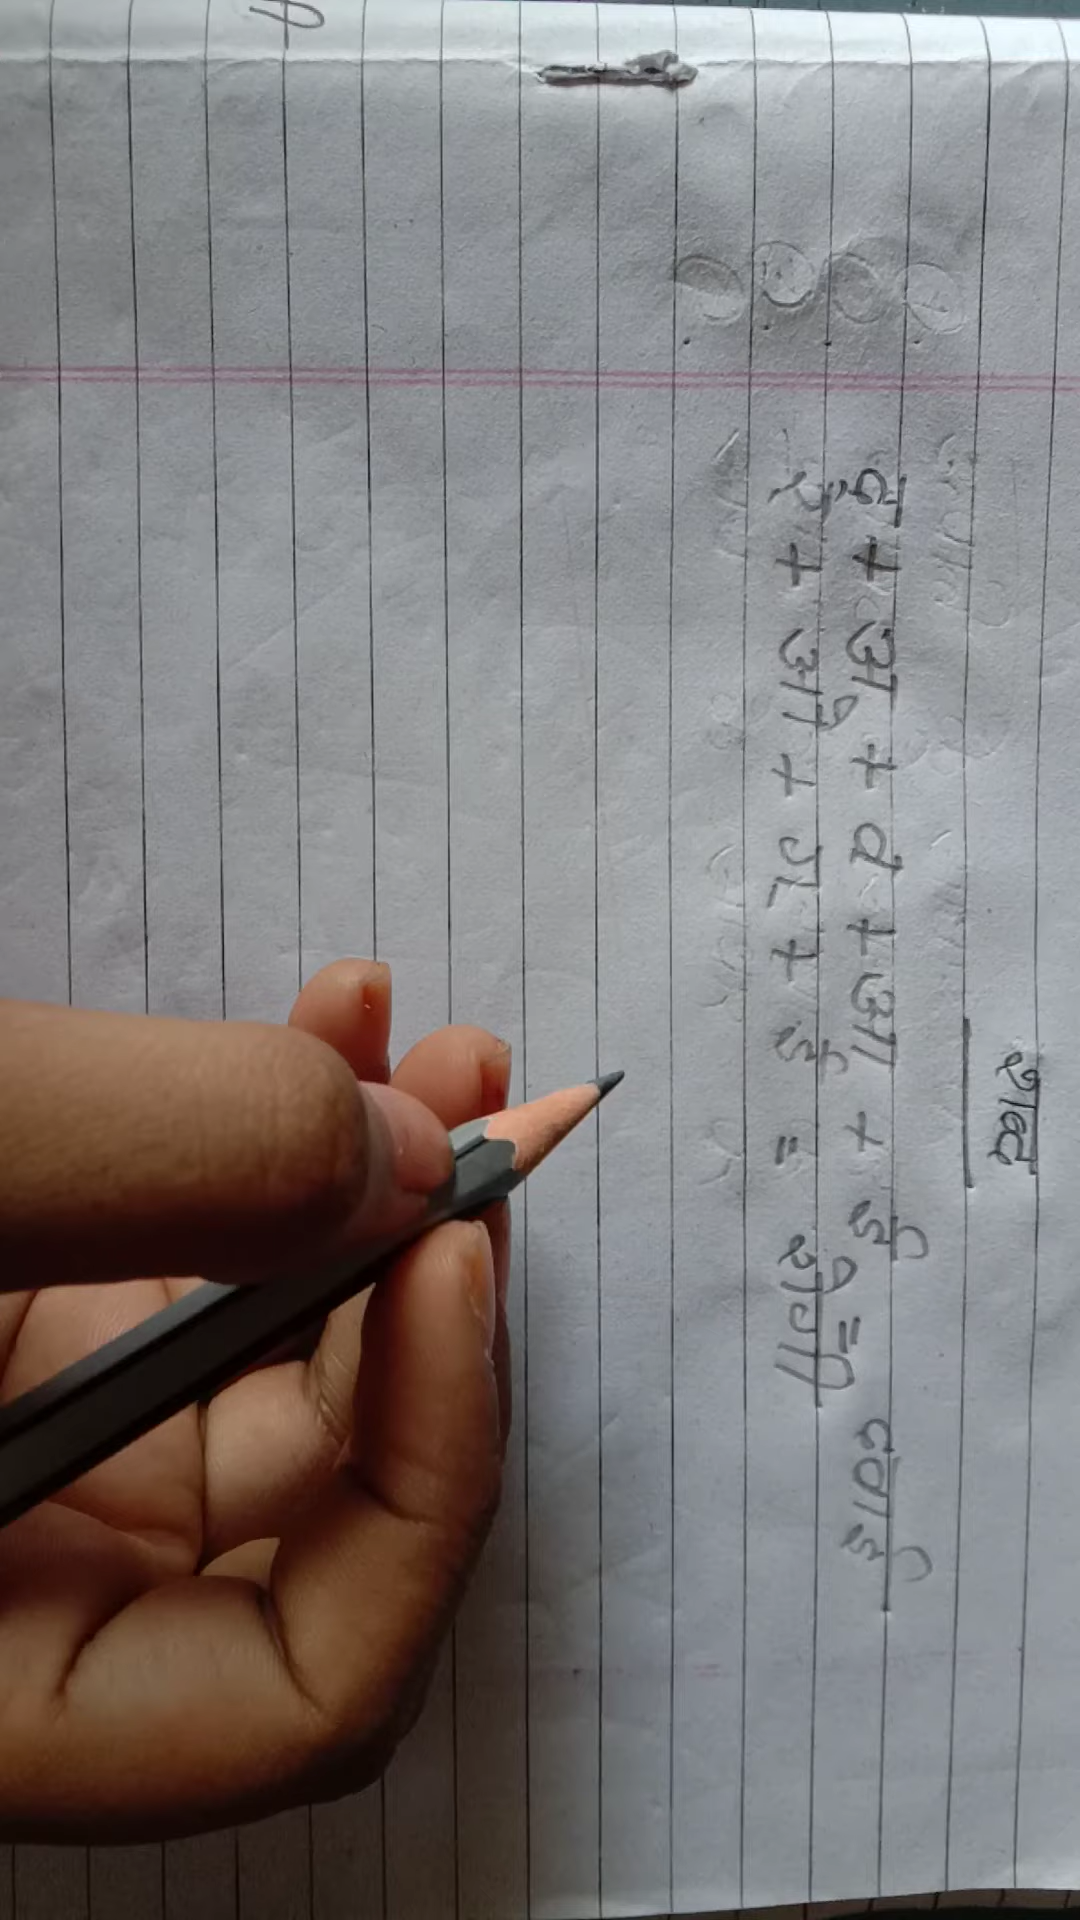 शब्द
द् + अ + व + आ + ई = दवाई
र् + ओ + ग् + ई = रोगी